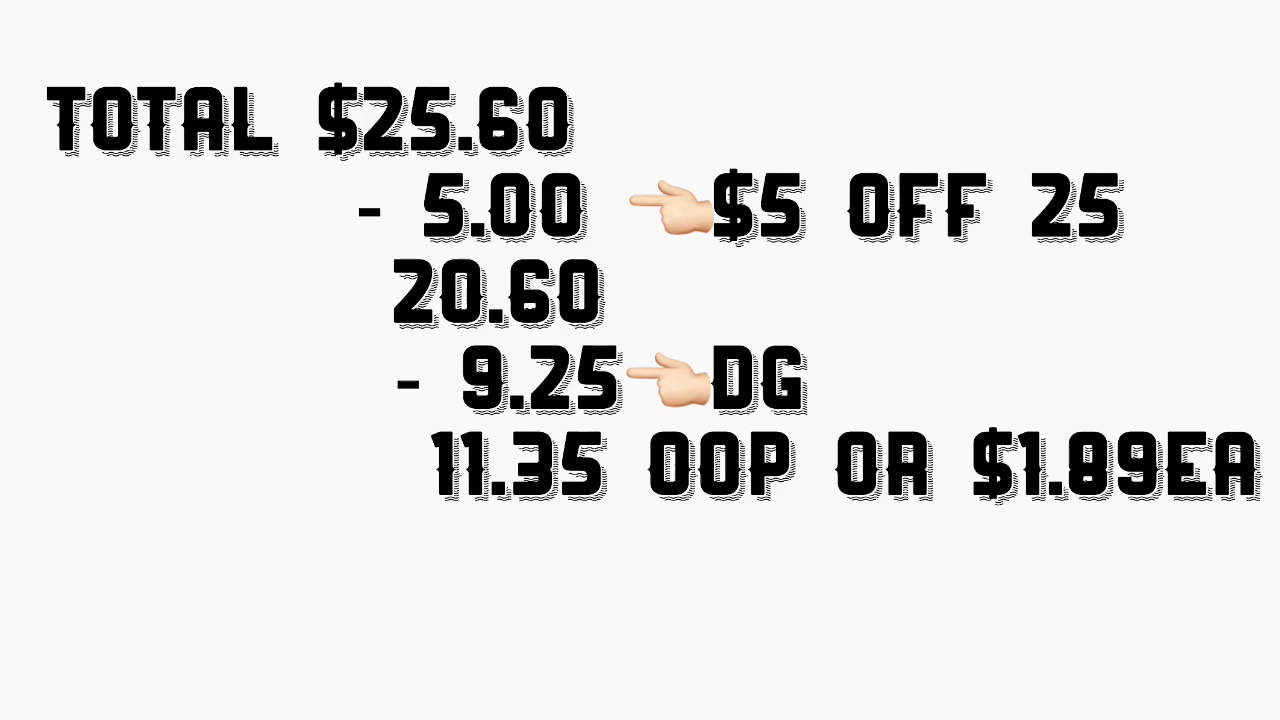 TOTAL $25.60
- 5.00 👈🏻$5 OFF 25
20.60
- 9.25👈🏻DG
11.35 OOP OR $1.89EA